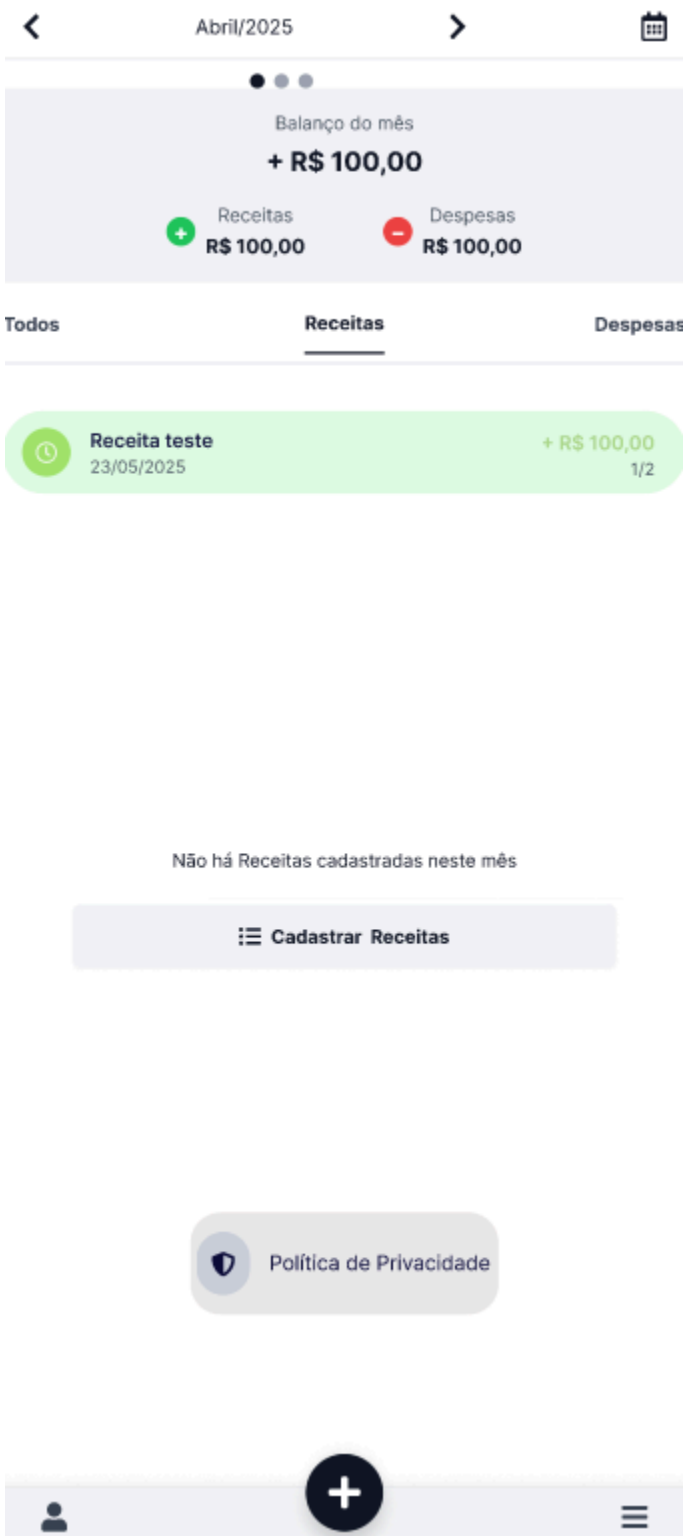 Abril/2025
Balanço do mês
+ R$ 100,00
Receitas
R$ 100,00
Despesas
R$ 100,00
Todos
Receitas
Despesas
Receita teste
+ R$ 100,00
23/05/2025
1/2
Não há Receitas cadastradas neste mês
Cadastrar Receitas
Política de Privacidade